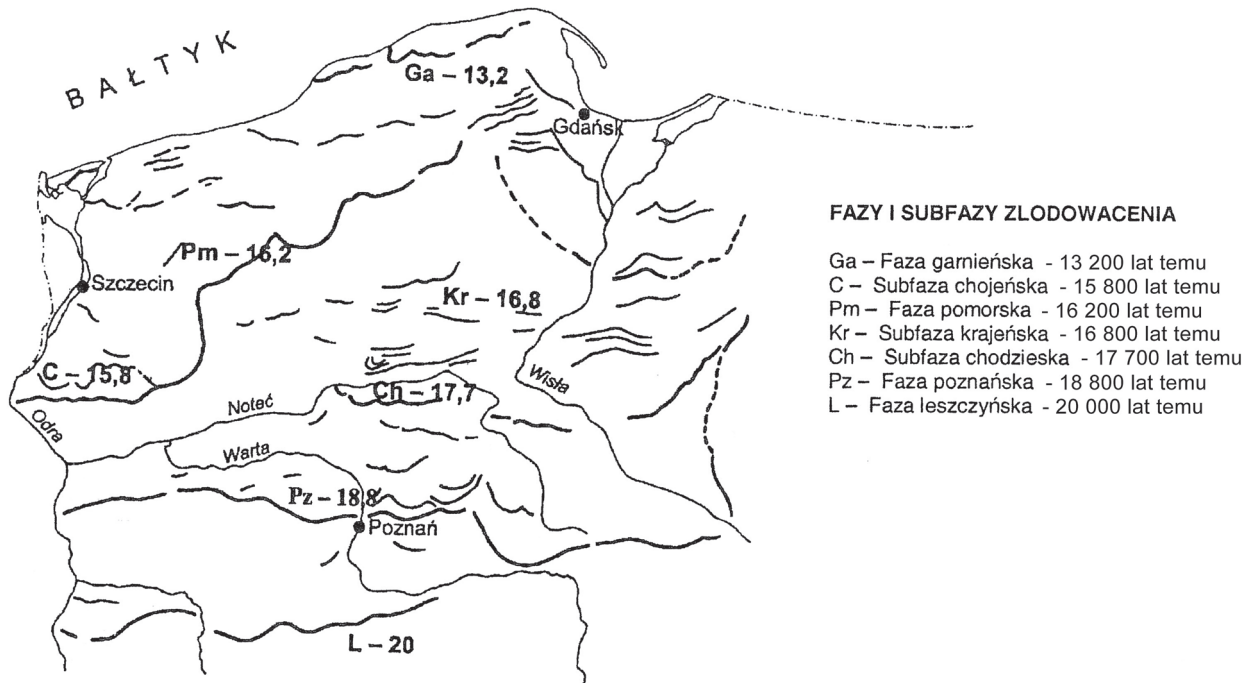 BAŁTYK
Ga – 13,2
Gdańsk
Pm – 16,2
Szczecin
Kr – 16,8
C – 15,8
Ch – 17,7
Wisła
Noteć
Odra
Warta
Pz – 18,8
Poznań
L – 20
FAZY I SUBFAZY ZLODOWACENIA
Ga – Faza garnieńska - 13 200 lat temu
C – Subfaza chojeńska - 15 800 lat temu
Pm – Faza pomorska - 16 200 lat temu
Kr – Subfaza krajeńska - 16 800 lat temu
Ch – Subfaza chodzieska - 17 700 lat temu
Pz – Faza poznańska - 18 800 lat temu
L – Faza leszczyńska - 20 000 lat temu